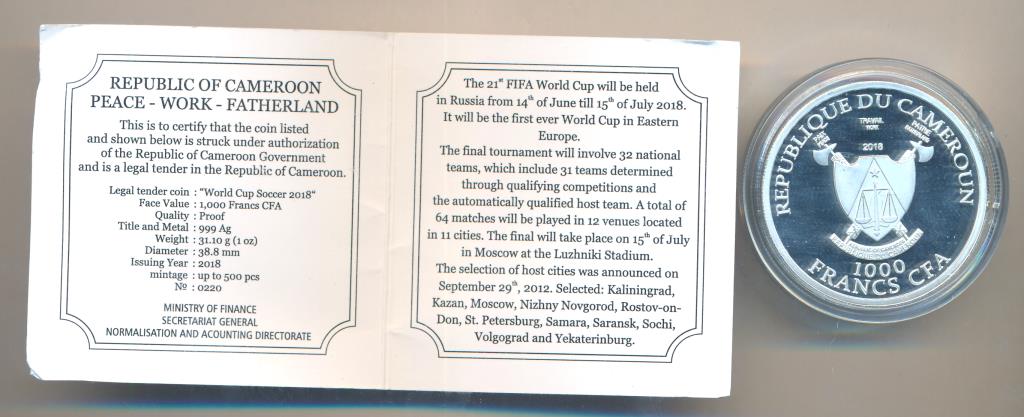 REPUBLIC OF CAMEROON
PEACE - WORK - FATHERLAND
This is to certify that the coin listed
and shown below is struck under authorization
of the Republic of Cameroon Government
and is a legal tender in the Republic of Cameroon.
Legal tender coin : "World Cup Soccer 2018"
Face Value : 1,000 Francs CFA
Quality : Proof
Title and Metal : 999 Ag
Weight : 31.10 g (1 oz)
Diameter : 38.8 mm
Issuing Year : 2018
mintage : up to 500 pcs
№ : 0220
MINISTRY OF FINANCE
SECRETARIAT GENERAL
NORMALISATION AND ACOUNTING DIRECTORATE
The 21st FIFA World Cup will be held
in Russia from 14th of June till 15th of July 2018.
It will be the first ever World Cup in Eastern
Europe.
The final tournament will involve 32 national
teams, which include 31 teams determined
through qualifying competitions and
the automatically qualified host team. A total of
64 matches will be played in 12 venues located
in 11 cities. The final will take place on 15th of July
in Moscow at the Luzhniki Stadium.
The selection of host cities was announced on
September 29th, 2012. Selected: Kaliningrad,
Kazan, Moscow, Nizhny Novgorod, Rostov-on-
Don, St. Petersburg, Samara, Saransk, Sochi,
Volgograd and Yekaterinburg.
REPUBLIQUE DU CAMEROUN
TRAVAIL
WORK
PAIX
PATRIE
2018
1000
FRANCS CFA